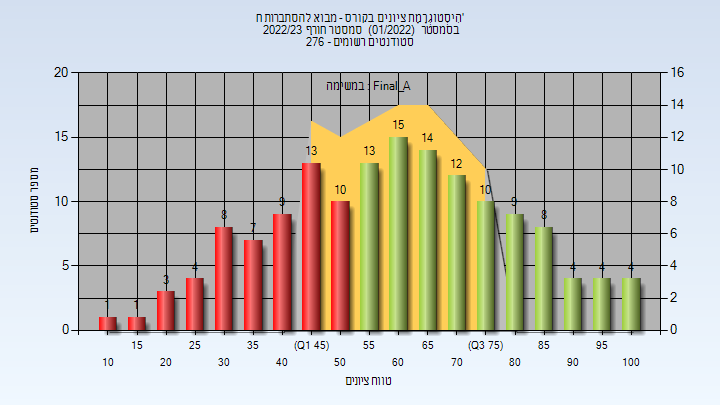 הִיסְטוֹגְרָמַת ציונים בקורס - מבוא להסתברות ח'
בסמסטר (01/2022) סמסטר חורף 2022/23
סטודנטים רשומים - 276
במשימה : Final_A
20 16
14
15 12
10
10 8
6
5 4
2
0 0
1 1 3 4 8 7 9 13 10 13 15 14 12 10 9 8 4 4 4
מספר סטודנטים
15 25 35 (Q1 45) 55 65 (Q3 75) 85 95
10 20 30 40 50 60 70 80 90 100
טווח ציונים